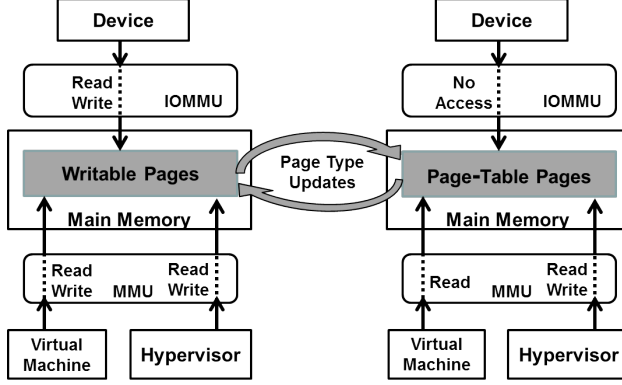 Device
Read
Write
IOMMU
Writable Pages
Main Memory
Read
Write
MMU
Read
Write
Virtual
Machine
Hypervisor
Page Type
Updates
Device
No
Access
IOMMU
Page-Table Pages
Main Memory
Read
MMU
Read
Write
Virtual
Machine
Hypervisor